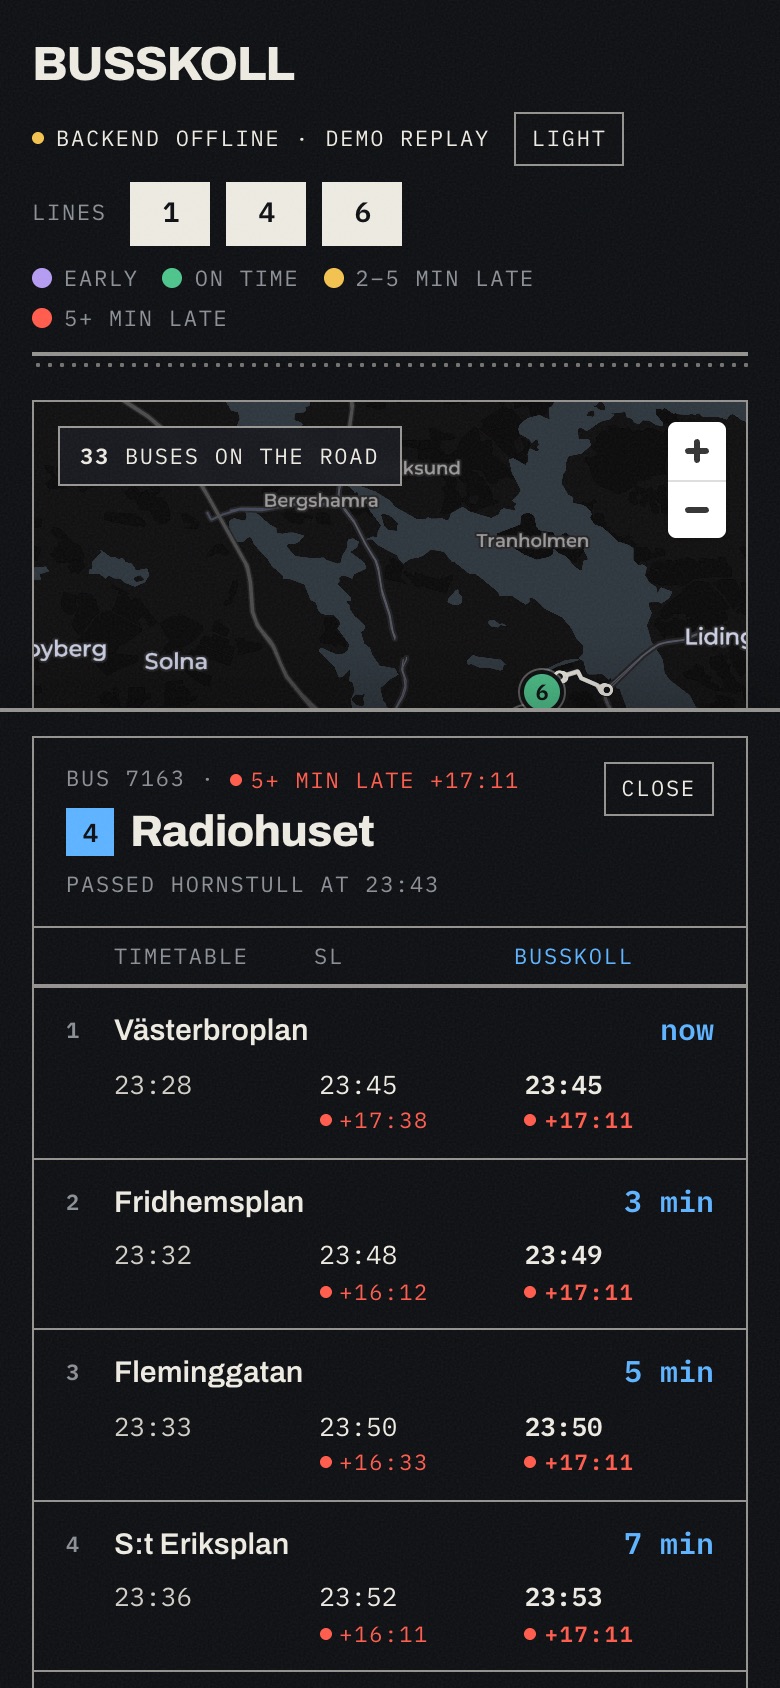 BUSSKOLL
BACKEND OFFLINE · DEMO REPLAY LIGHT
LINES 1 4 6
EARLY ON TIME 2–5 MIN LATE
5+ MIN LATE
33 BUSES ON THE ROAD
ksund
+
Bergshamra
−
Tranholmen
Liding
byberg
Solna
6
BUS 7163 · 5+ MIN LATE +17:11
CLOSE
4 Radiohuset
PASSED HORNSTULL AT 23:43
TIMETABLE SL BUSSKOLL
1 Västerbroplan now
23:28 23:45 23:45
+17:38 +17:11
2 Fridhemsplan 3 min
23:32 23:48 23:49
+16:12 +17:11
3 Fleminggatan 5 min
23:33 23:50 23:50
+16:33 +17:11
4 S:t Eriksplan 7 min
23:36 23:52 23:53
+16:11 +17:11